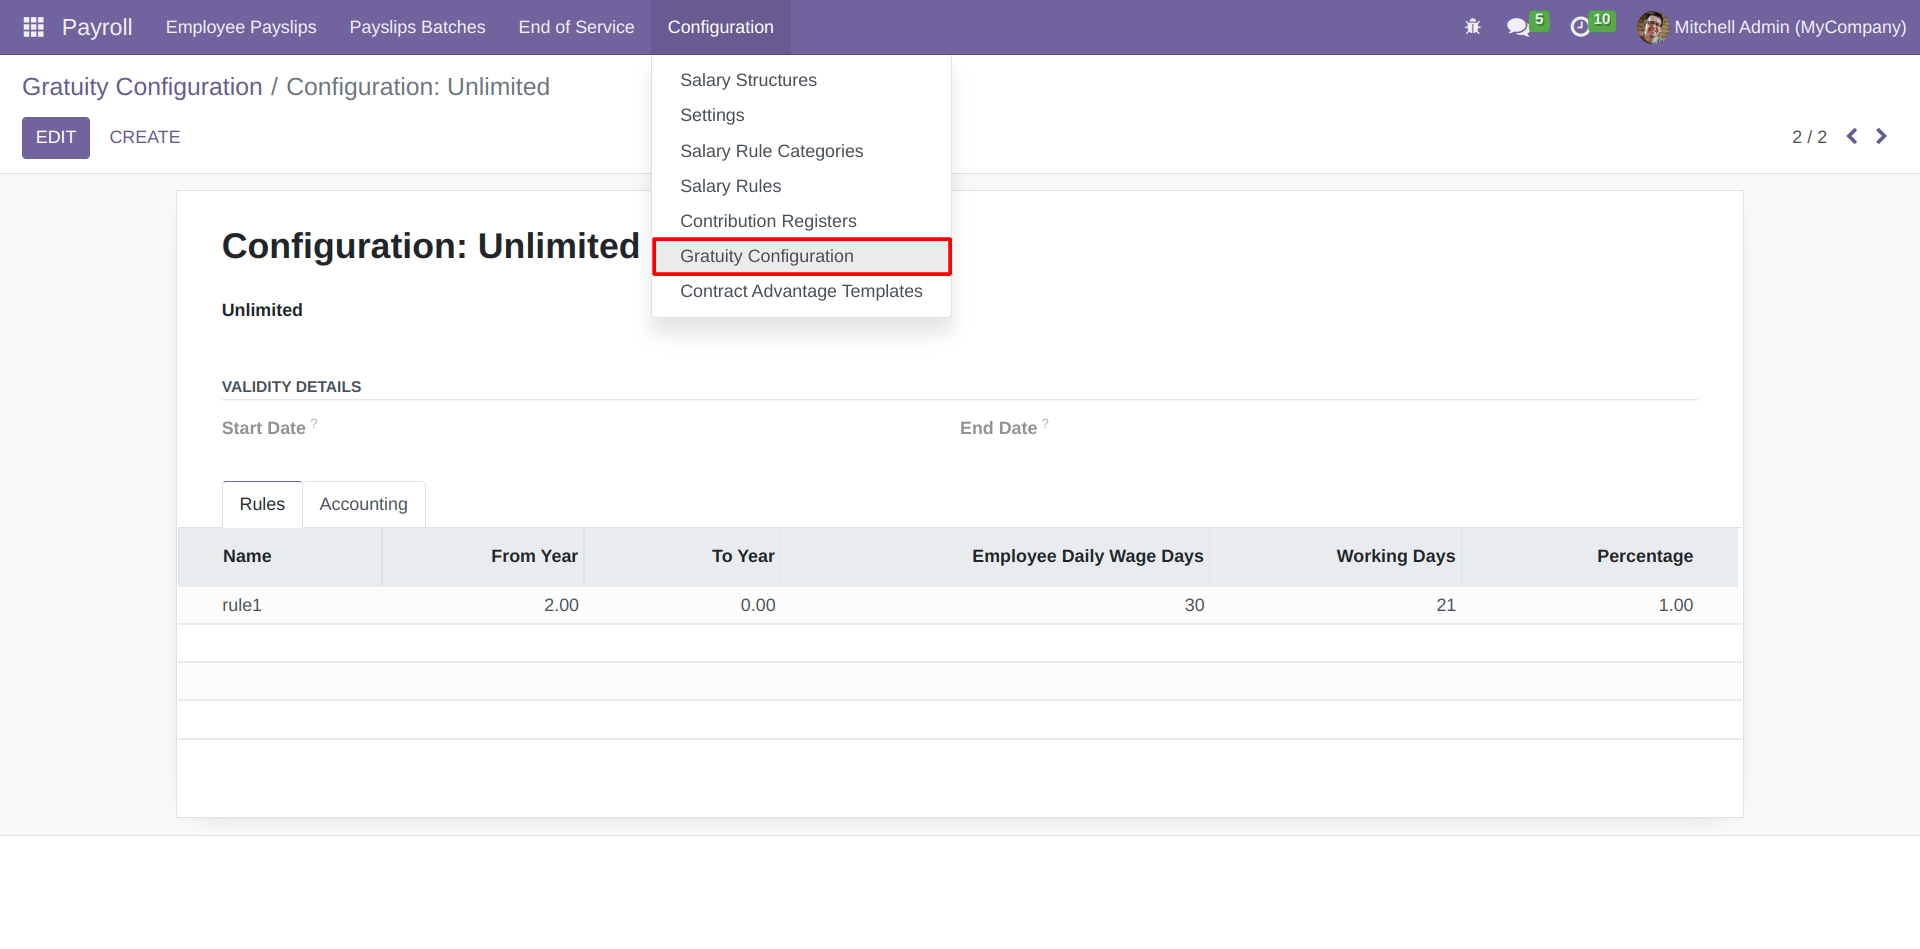 Payroll Employee Payslips Payslips Batches End of Service Configuration 5 10 Mitchell Admin (MyCompany)
Gratuity Configuration / Configuration: Unlimited
EDIT CREATE
2 / 2
Salary Structures
Settings
Salary Rule Categories
Salary Rules
Contribution Registers
Gratuity Configuration
Contract Advantage Templates
Configuration: Unlimited
Unlimited
VALIDITY DETAILS
Start Date ? End Date ?
Rules Accounting
Name From Year To Year Employee Daily Wage Days Working Days Percentage
rule1 2.00 0.00 30 21 1.00